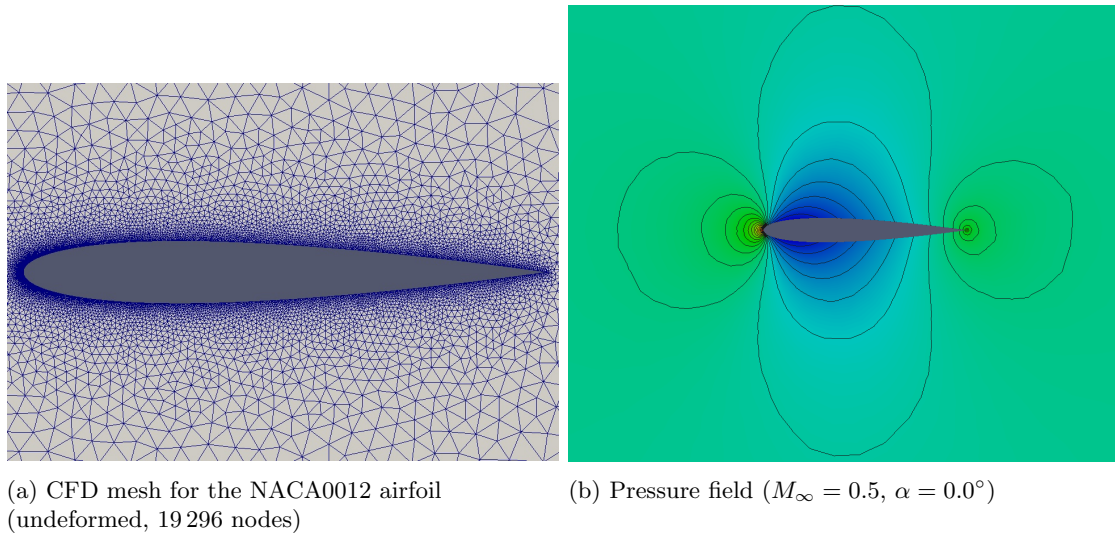 (a) CFD mesh for the NACA0012 airfoil
(undeformed, 19 296 nodes)
(b) Pressure field (M∞ = 0.5, α = 0.0°)